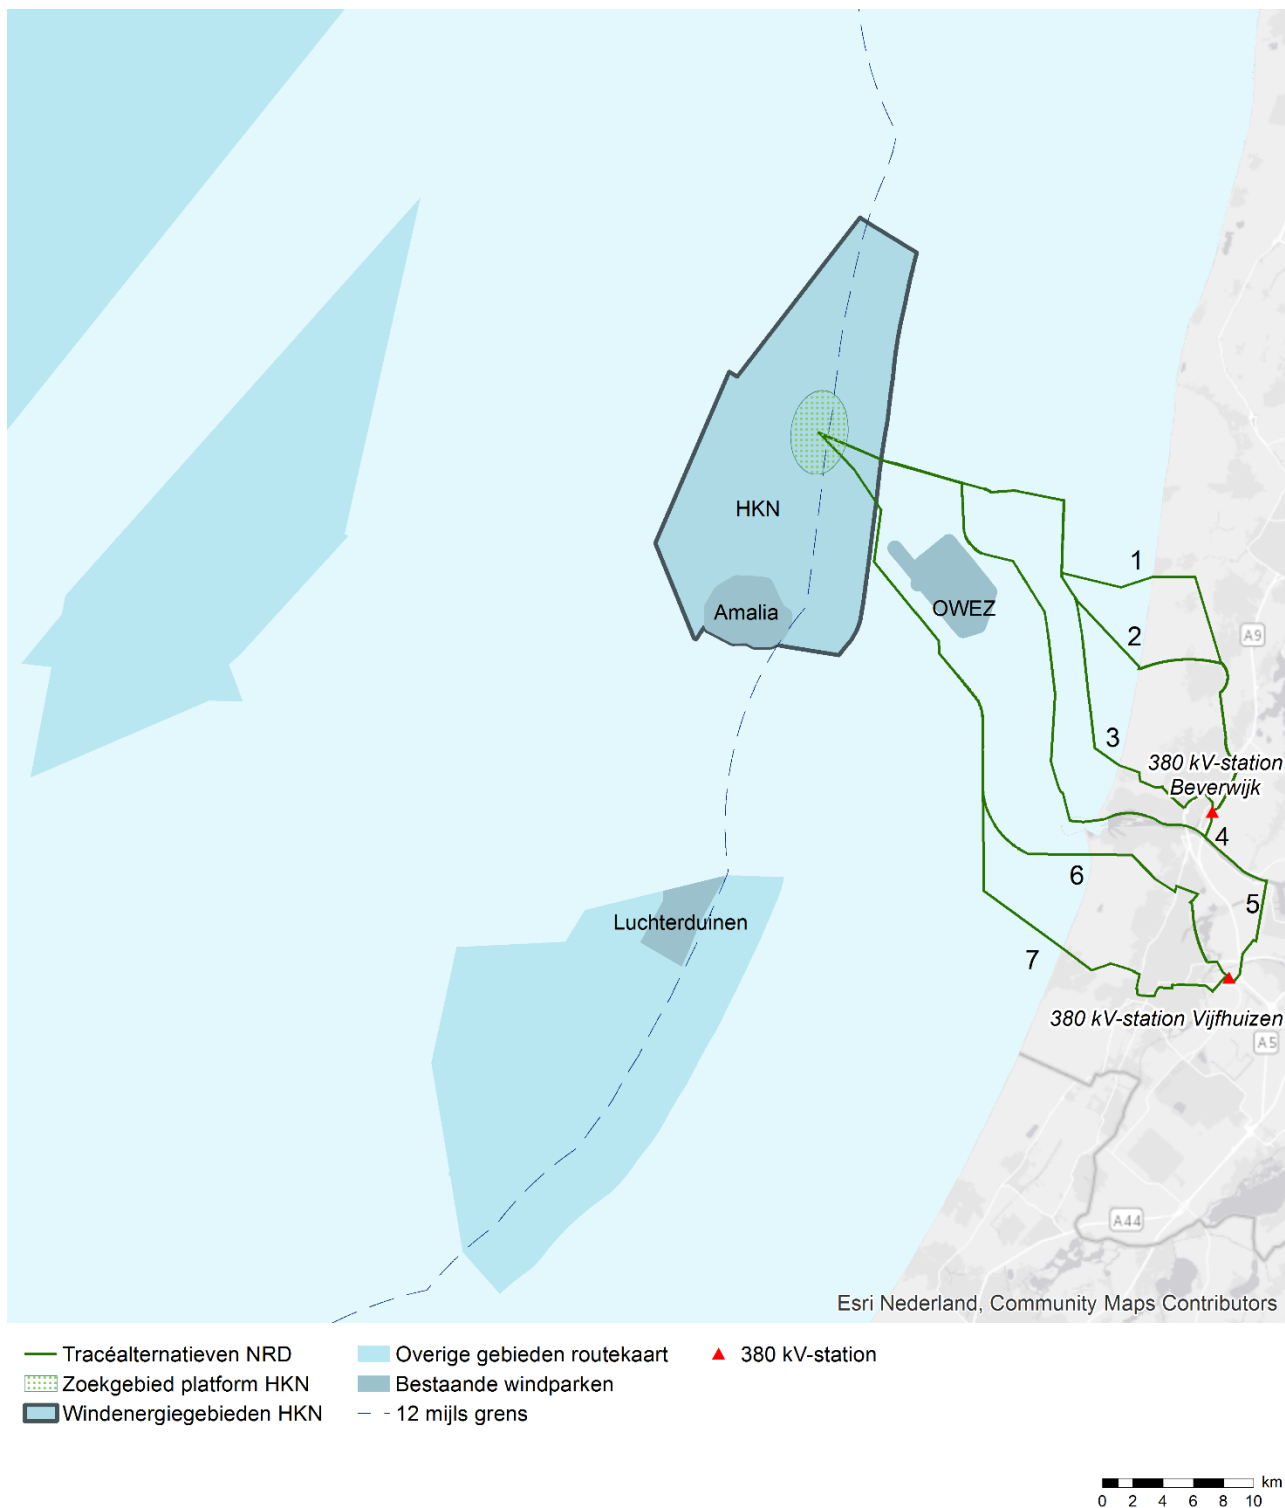 HKN
Amalia
OWEZ
1
A9
2
3
380 kV-station
Beverwijk
4
6
5
Luchterduinen
7
380 kV-station Vijfhuizen
A5
A44
Esri Nederland, Community Maps Contributors
Tracéalternatieven NRD
Overige gebieden routekaart
380 kV-station
Zoekgebied platform HKN
Bestaande windparken
Windenergiegebieden HKN
12 mijls grens
km
0 2 4 6 8 10